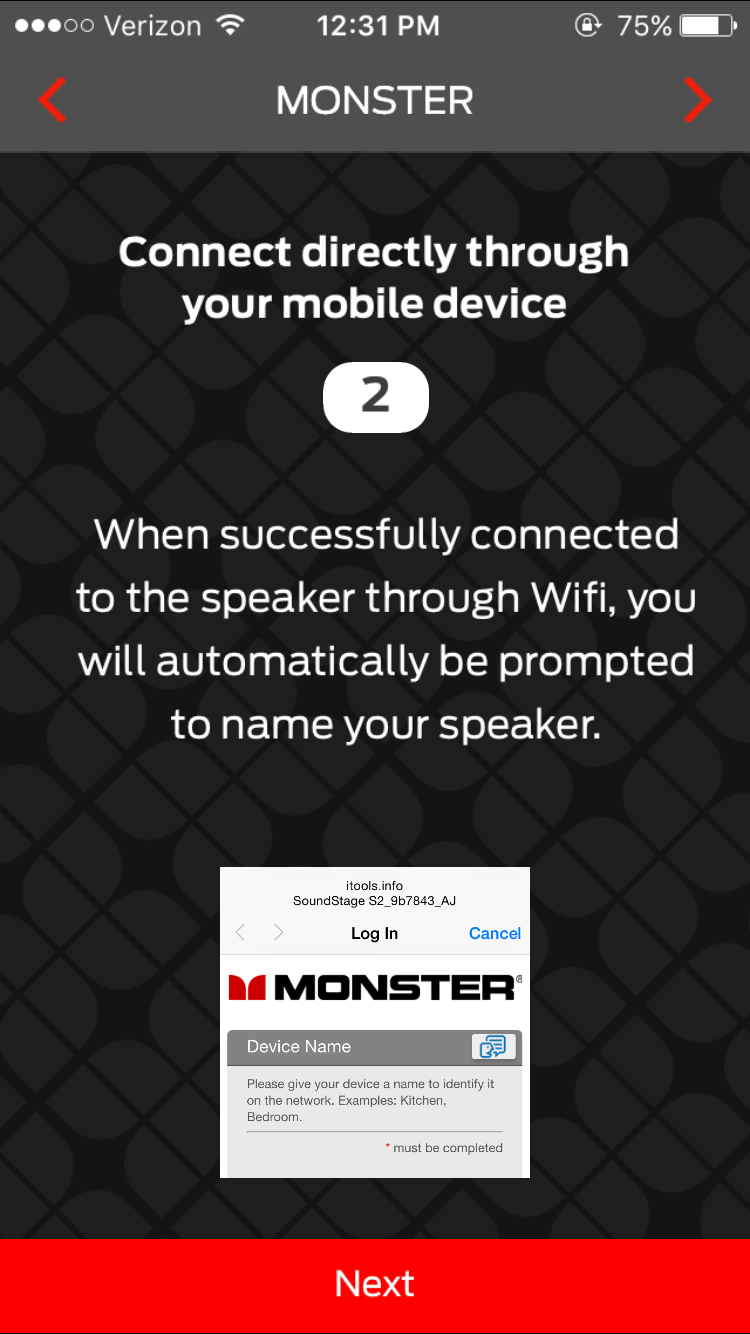 Verizon 12:31 PM 75%
MONSTER
Connect directly through
your mobile device
2
When successfully connected
to the speaker through Wifi, you
will automatically be prompted
to name your speaker.
itools.info
SoundStage S2_9b7843_AJ
Log In Cancel
MONSTER®
Device Name
Please give your device a name to identify it
on the network. Examples: Kitchen,
Bedroom.
* must be completed
Next